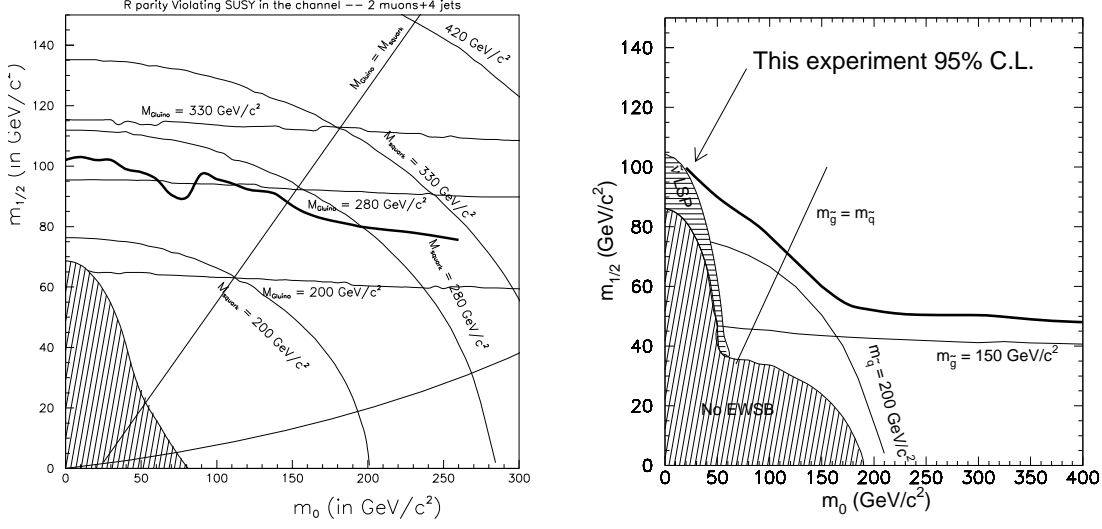 R parity Violating SUSY in the channel -- 2 muons+4 jets
m1/2 (in GeV/ c²)
140
120
100
80
60
40
20
0
420 GeV/c²
MGluino = Msquark
MGluino = 330 GeV/c²
Msquark = 330 GeV/c²
MGluino = 280 GeV/c²
Msquark = 280 GeV/c²
MGluino = 200 GeV/c²
Msquark = 200 GeV/c²
0 50 100 150 200 250 300
m0 (in GeV/c²)
m1/2 (GeV/c²)
140
120
100
80
60
40
20
0
This experiment 95% C.L.
ν̃ LSP
mg̃ = mq̃
mg̃ = 150 GeV/c²
mq̃ = 200 GeV/c²
No EWSB
0 50 100 150 200 250 300 350 400
m0 (GeV/c²)